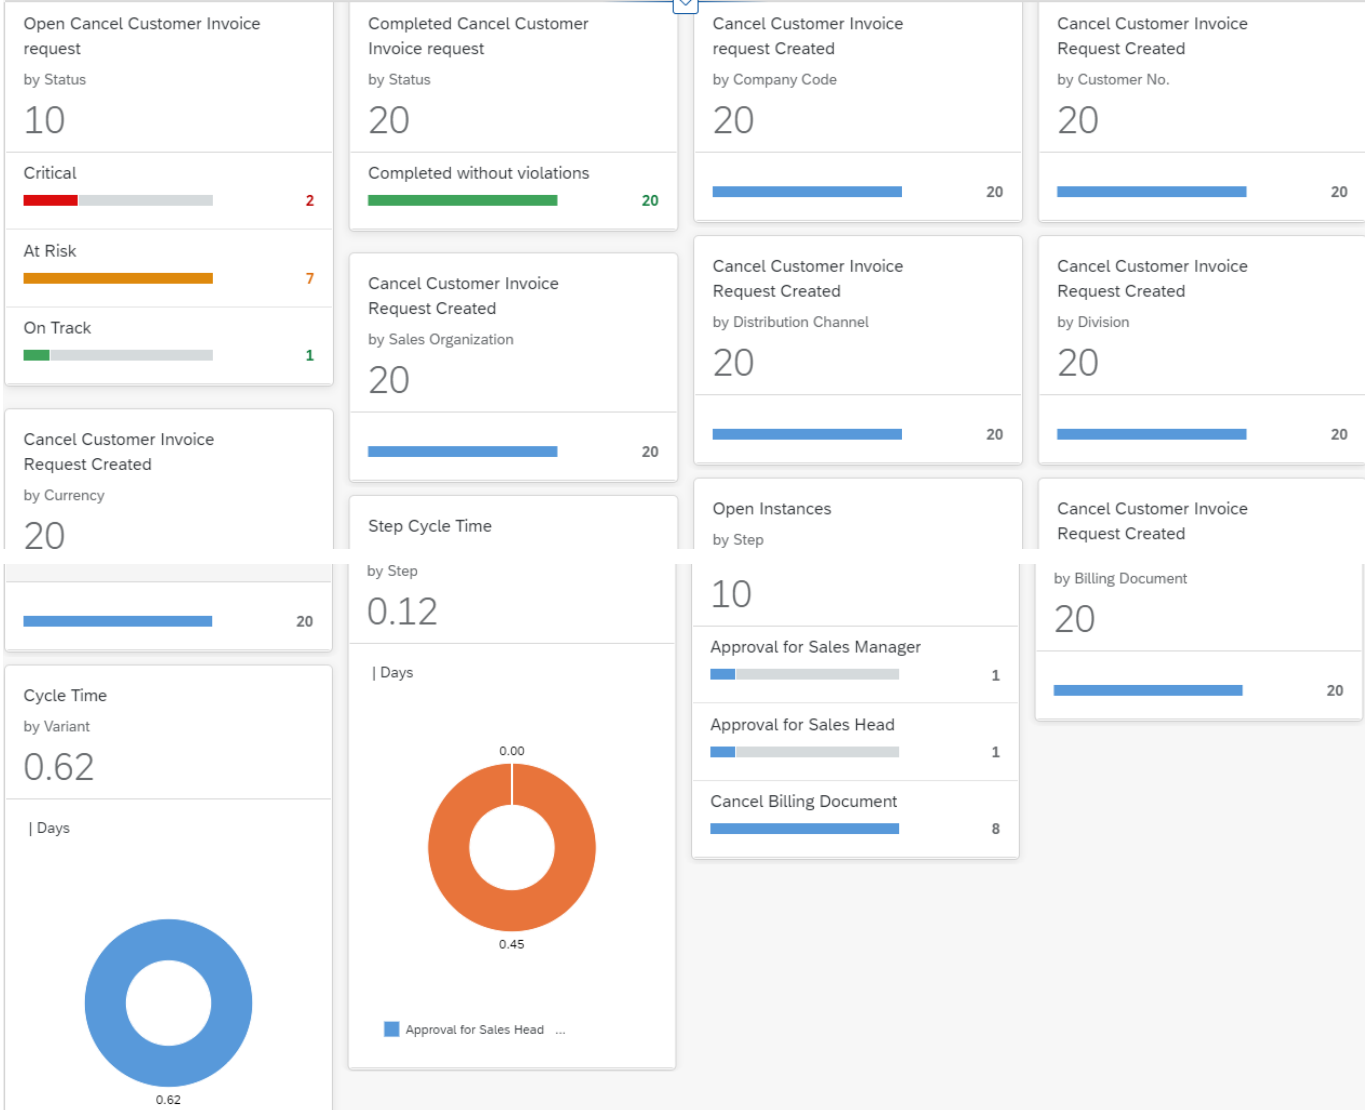 Open Cancel Customer Invoice
request
by Status
10
Critical
2
At Risk
7
On Track
1
Cancel Customer Invoice
Request Created
by Currency
20
20
Cycle Time
by Variant
0.62
| Days
0.62
Completed Cancel Customer
Invoice request
by Status
20
Completed without violations
20
Cancel Customer Invoice
Request Created
by Sales Organization
20
20
Step Cycle Time
by Step
0.12
| Days
0.00
0.45
Approval for Sales Head ...
Cancel Customer Invoice
request Created
by Company Code
20
20
Cancel Customer Invoice
Request Created
by Distribution Channel
20
20
Open Instances
by Step
10
Approval for Sales Manager
1
Approval for Sales Head
1
Cancel Billing Document
8
Cancel Customer Invoice
Request Created
by Customer No.
20
20
Cancel Customer Invoice
Request Created
by Division
20
20
Cancel Customer Invoice
Request Created
by Billing Document
20
20